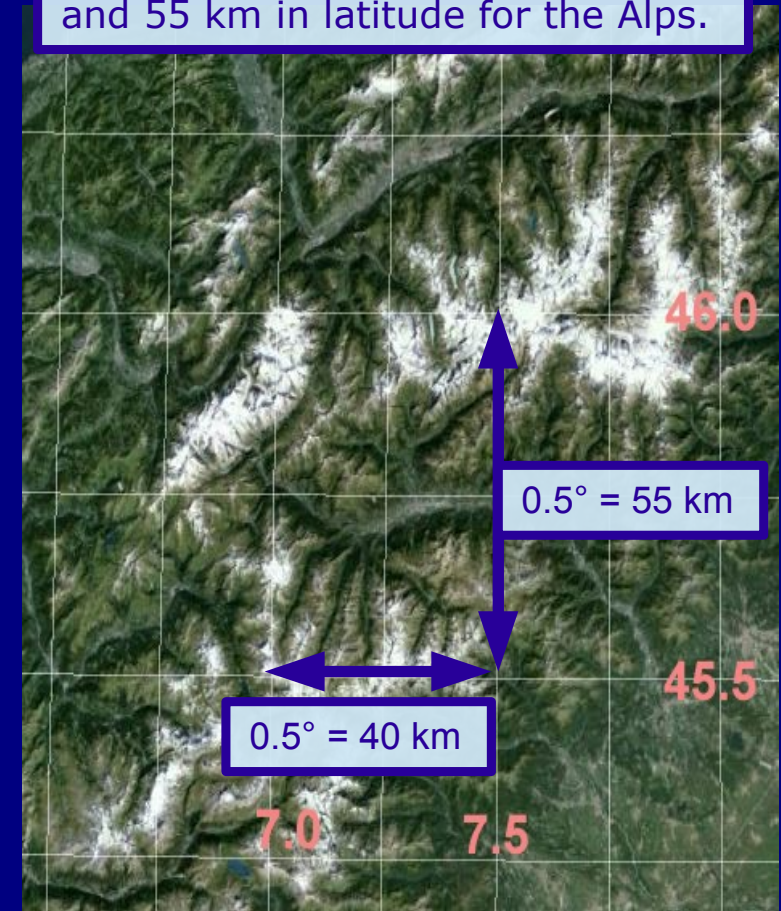 and 55 km in latitude for the Alps.
46.0
0.5° = 55 km
45.5
0.5° = 40 km
7.0 7.5